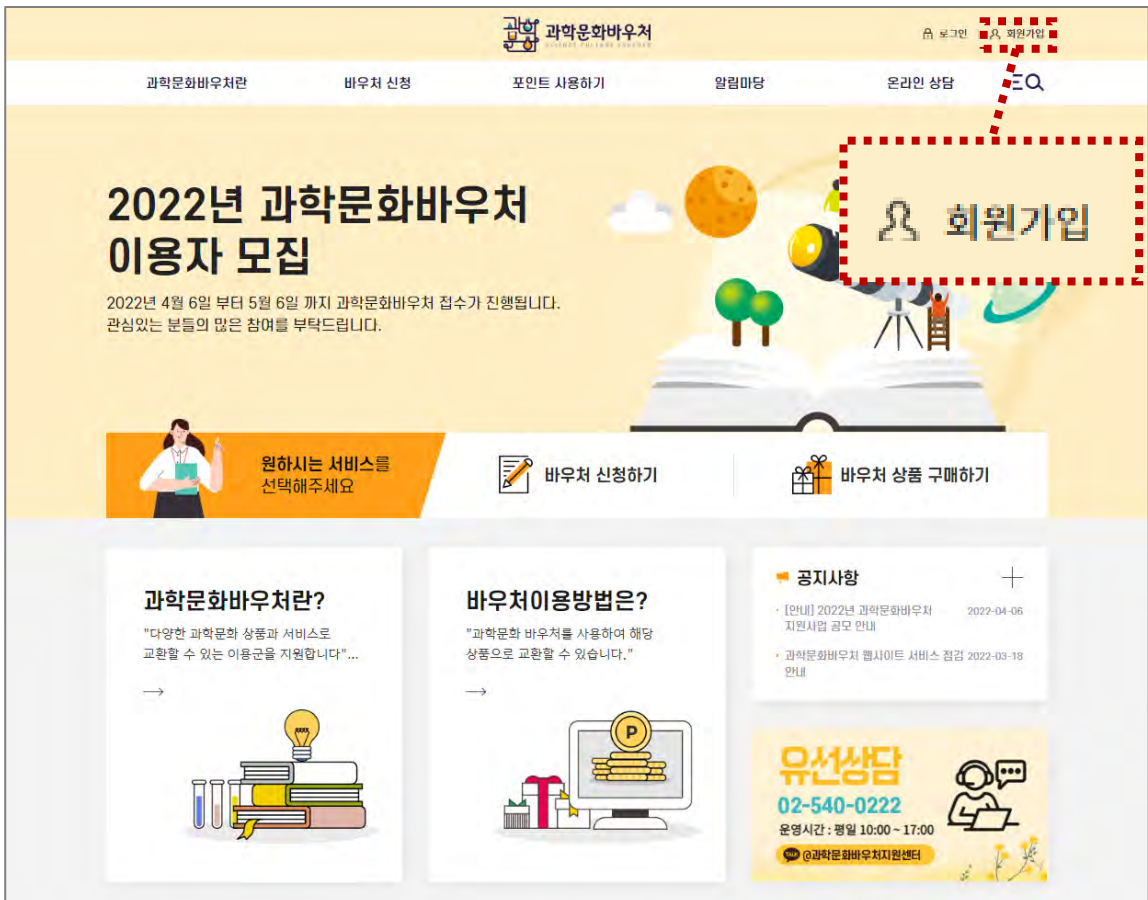 과학문화바우처
로그인
회원가입
과학문화바우처란
바우처 신청
포인트 사용하기
알림마당
온라인 상담
회원가입
2022년 과학문화바우처
이용자 모집
2022년 4월 6일 부터 5월 6일 까지 과학문화바우처 접수가 진행됩니다.
관심있는 분들의 많은 참여를 부탁드립니다.
원하시는 서비스를
선택해주세요
바우처 신청하기
바우처 상품 구매하기
과학문화바우처란?
"다양한 과학문화 상품과 서비스로
교환할 수 있는 이용군을 지원합니다"...
바우처이용방법은?
"과학문화 바우처를 사용하여 해당
상품으로 교환할 수 있습니다."
P
공지사항
[안내] 2022년 과학문화바우처 2022-04-06
지원사업 공모 안내
과학문화바우처 웹사이트 서비스 점검 2022-03-18
안내
유선상담
02-540-0222
운영시간 : 평일 10:00 ~ 17:00
TALK @과학문화바우처지원센터